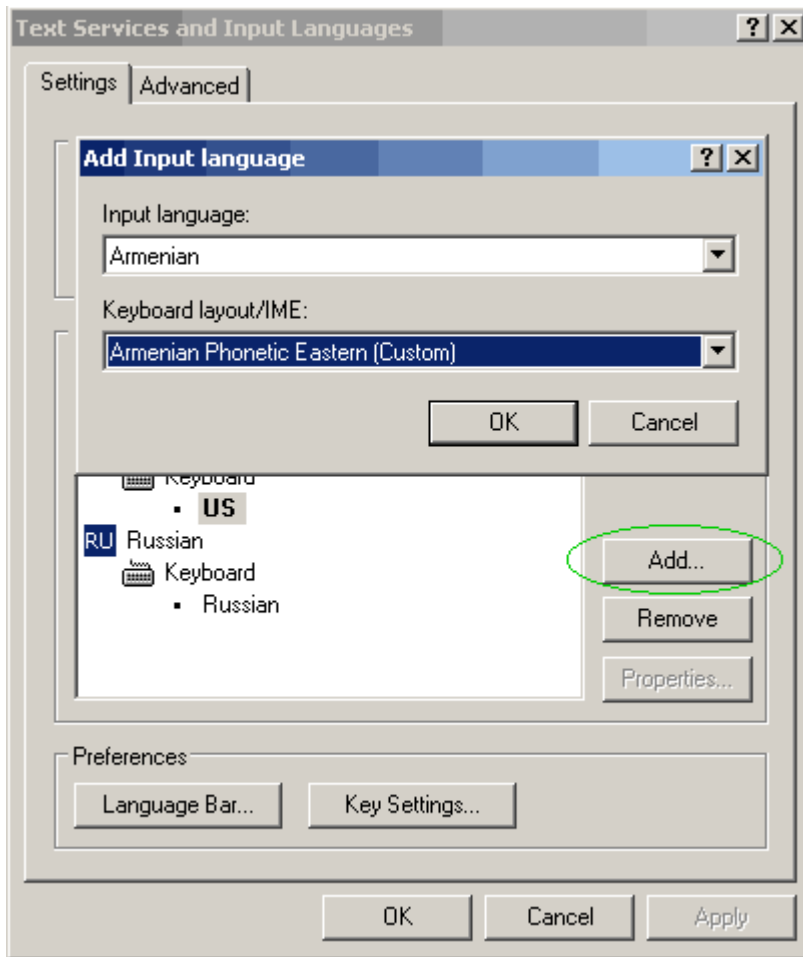 Text Services and Input Languages
Settings
Advanced
Add Input language
Input language:
Armenian
Keyboard layout/IME:
Armenian Phonetic Eastern (Custom)
OK
Cancel
Keyboard
US
RU Russian
Keyboard
Russian
Add...
Remove
Properties...
Preferences
Language Bar...
Key Settings...
OK
Cancel
Apply